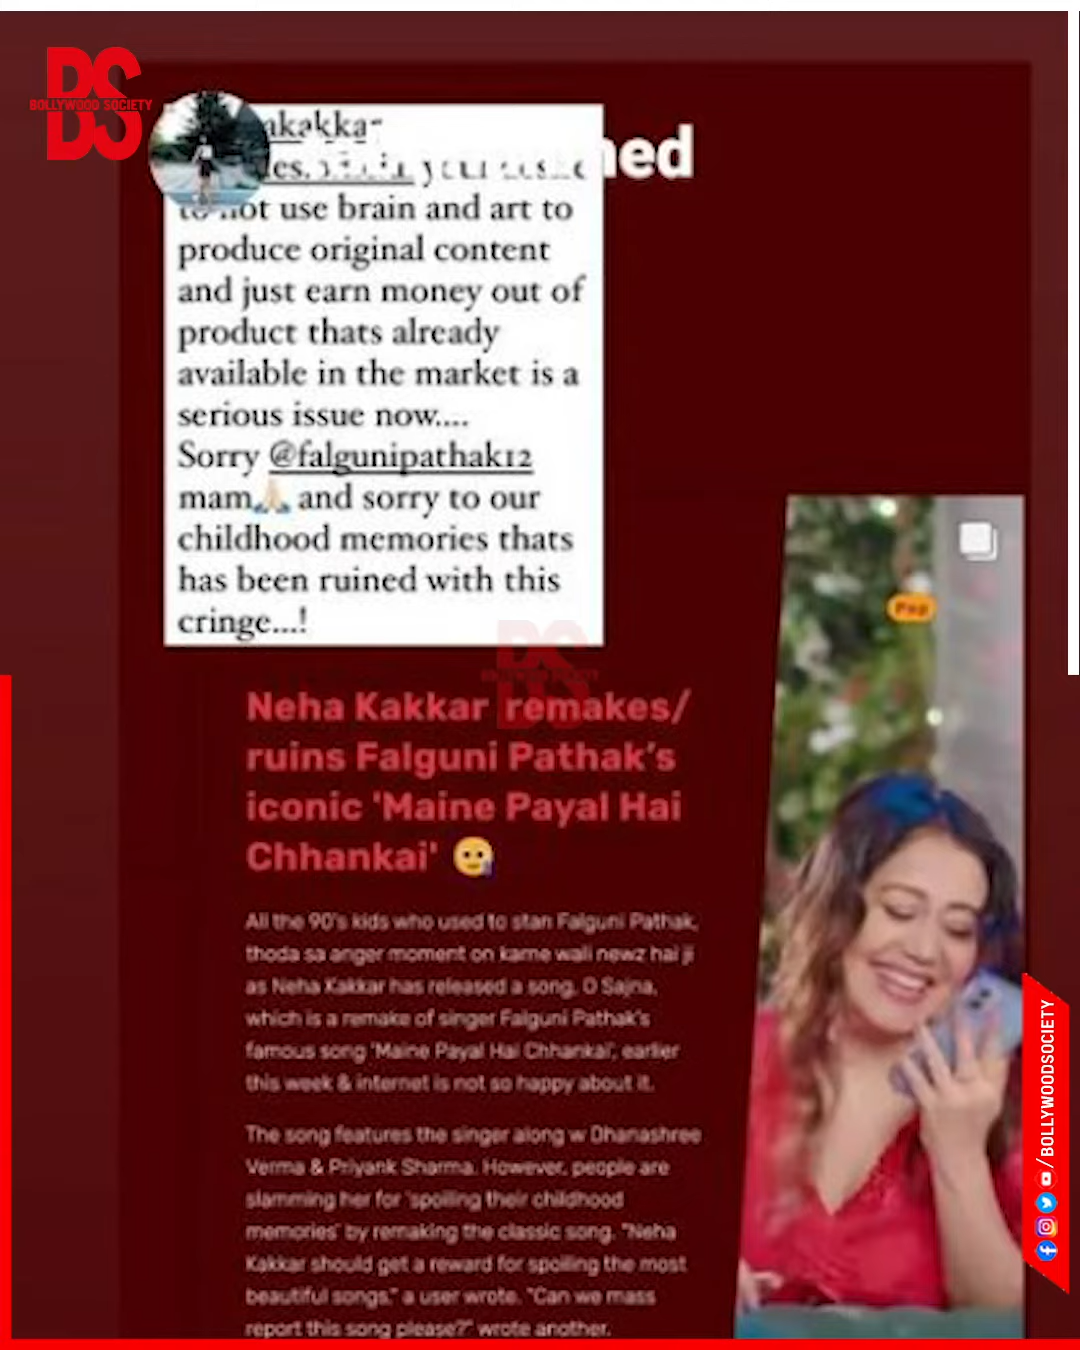 BS
BOLLYWOOD SOCIETY
akakkar
ned
to not use brain and art to
produce original content
and just earn money out of
product thats already
available in the market is a
serious issue now....
Sorry @falgunipathak12
mam🙏🏻 and sorry to our
childhood memories thats
has been ruined with this
cringe...!
Pop
Neha Kakkar remakes/
ruins Falguni Pathak's
iconic 'Maine Payal Hai
Chhankai' 🥲
All the 90's kids who used to stan Falguni Pathak,
thoda sa anger moment on karne wali newz hai ji
as Neha Kakkar has released a song, O Sajna,
which is a remake of singer Falguni Pathak's
famous song 'Maine Payal Hai Chhankai', earlier
this week & internet is not so happy about it.
The song features the singer along w Dhanashree
Verma & Priyank Sharma. However, people are
slamming her for 'spoiling their childhood
memories' by remaking the classic song. "Neha
Kakkar should get a reward for spoiling the most
beautiful songs," a user wrote. "Can we mass
report this song please?" wrote another.
/BOLLYWOODSOCIETY